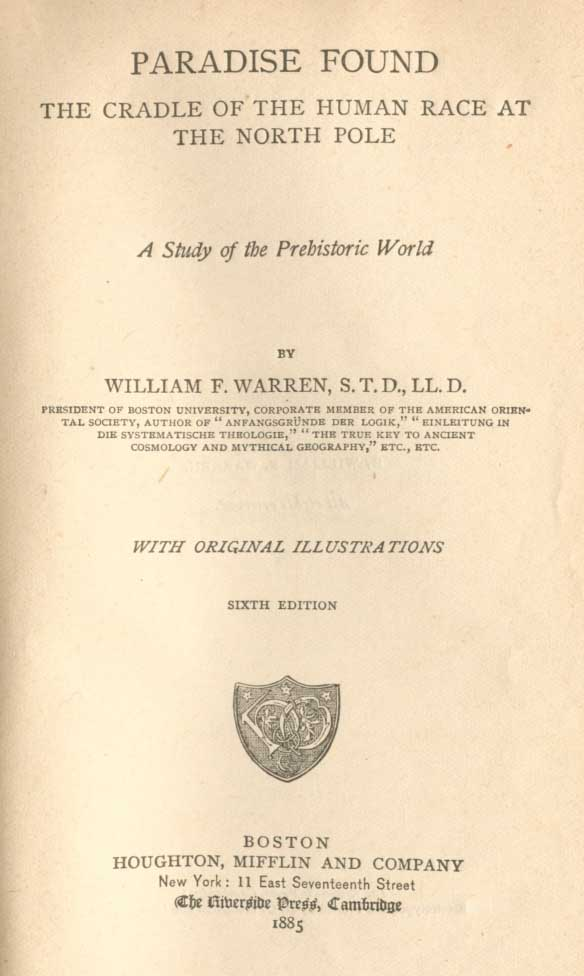 PARADISE FOUND
THE CRADLE OF THE HUMAN RACE AT
THE NORTH POLE
A Study of the Prehistoric World
BY
WILLIAM F. WARREN, S.T.D., LL.D.
PRESIDENT OF BOSTON UNIVERSITY, CORPORATE MEMBER OF THE AMERICAN ORIEN-
TAL SOCIETY, AUTHOR OF "ANFANGSGRÜNDE DER LOGIK," "EINLEITUNG IN
DIE SYSTEMATISCHE THEOLOGIE," "THE TRUE KEY TO ANCIENT
COSMOLOGY AND MYTHICAL GEOGRAPHY," ETC., ETC.
WITH ORIGINAL ILLUSTRATIONS
SIXTH EDITION
BOSTON
HOUGHTON, MIFFLIN AND COMPANY
New York: 11 East Seventeenth Street
The Riverside Press, Cambridge
1885